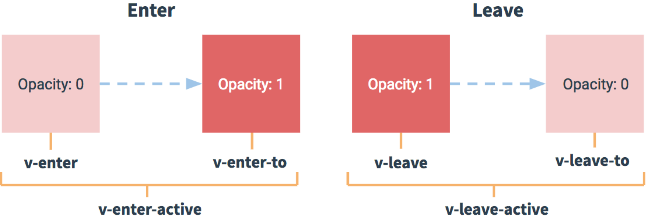 Enter
Leave
Opacity: 0
Opacity: 1
Opacity: 1
Opacity: 0
v-enter
v-enter-to
v-leave
v-leave-to
v-enter-active
v-leave-active